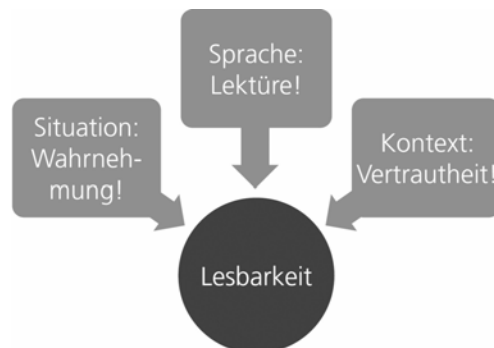 Sprache:
Lektüre!
Situation:
Wahrneh-
mung!
Kontext:
Vertrautheit!
Lesbarkeit